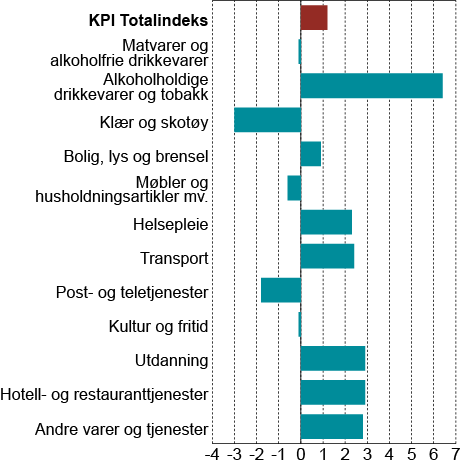 KPI Totalindeks
Matvarer og
alkoholfrie drikkevarer
Alkoholholdige
drikkevarer og tobakk
Klær og skotøy
Bolig, lys og brensel
Møbler og
husholdningsartikler mv.
Helsepleie
Transport
Post- og teletjenester
Kultur og fritid
Utdanning
Hotell- og restauranttjenester
Andre varer og tjenester
-4 -3 -2 -1 0 1 2 3 4 5 6 7